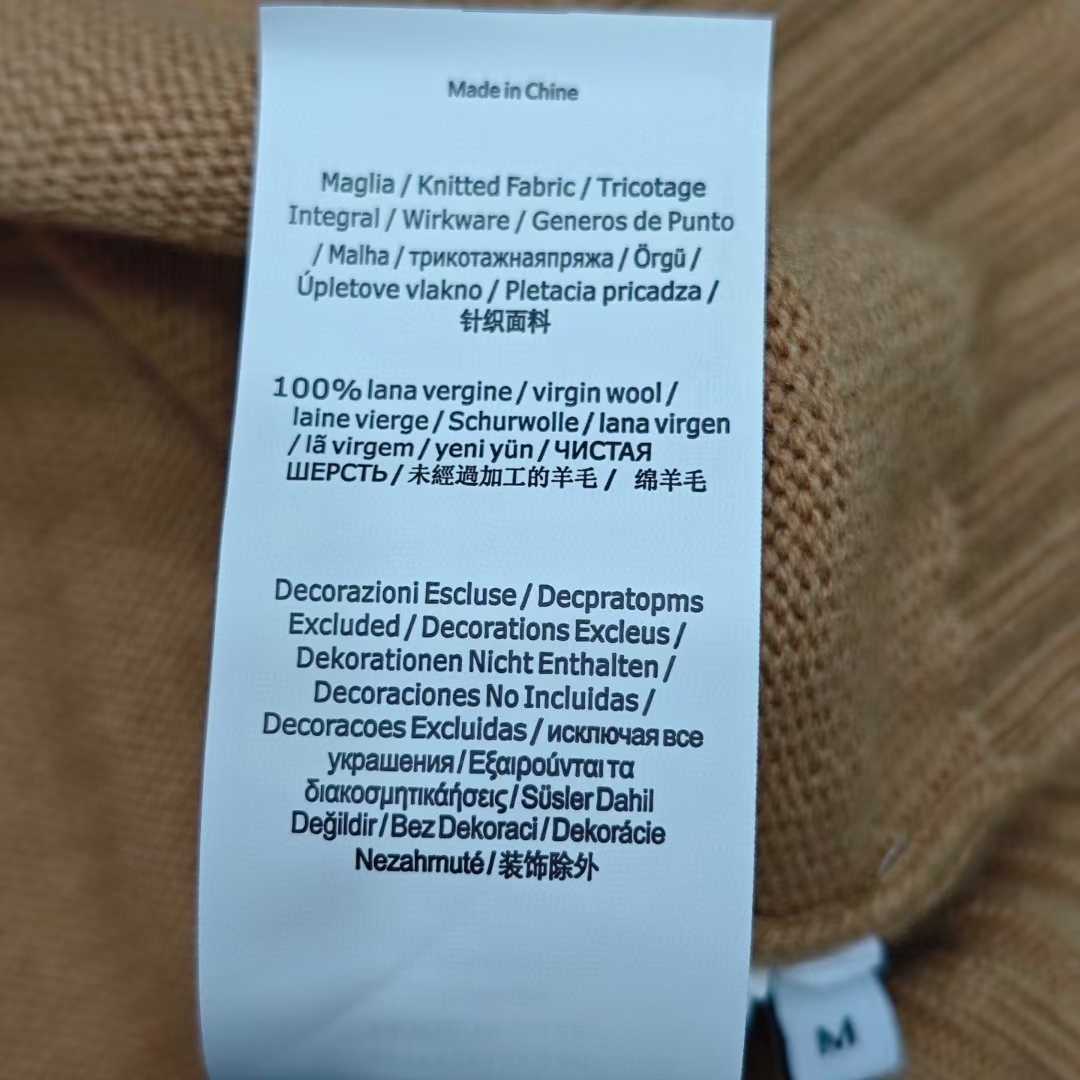 Made in Chine
Maglia / Knitted Fabric / Tricotage
Integral / Wirkware / Generos de Punto
/ Malha / трикотажнаяпряжа / Örgü /
Úpletove vlakno / Pletacia pricadza /
针织面料
100% lana vergine / virgin wool /
laine vierge / Schurwolle / lana virgen
/ lã virgem / yeni yün / ЧИСТАЯ
ШЕРСТЬ / 未經過加工的羊毛 / 绵羊毛
Decorazioni Escluse / Decpratopms
Excluded / Decorations Excleus /
Dekorationen Nicht Enthalten /
Decoraciones No Incluidas /
Decoracoes Excluidas / исключая все
украшения / Εξαιρούνται τα
διακοσμητικάήσεις / Süsler Dahil
Değildir / Bez Dekoraci / Dekorácie
Nezahrnuté / 装饰除外
M